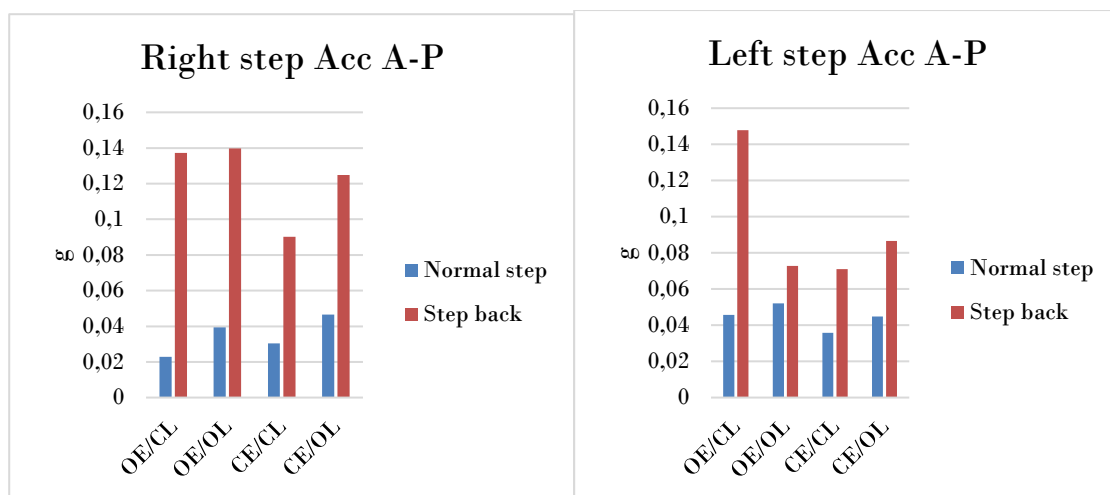 Right step Acc A-P
0,16
0,14
0,12
0,1
0,08
0,06
0,04
0,02
0
g
OE/CL
OE/OL
CE/CL
CE/OL
Normal step
Step back
Left step Acc A-P
0,16
0,14
0,12
0,1
0,08
0,06
0,04
0,02
0
g
OE/CL
OE/OL
CE/CL
CE/OL
Normal step
Step back